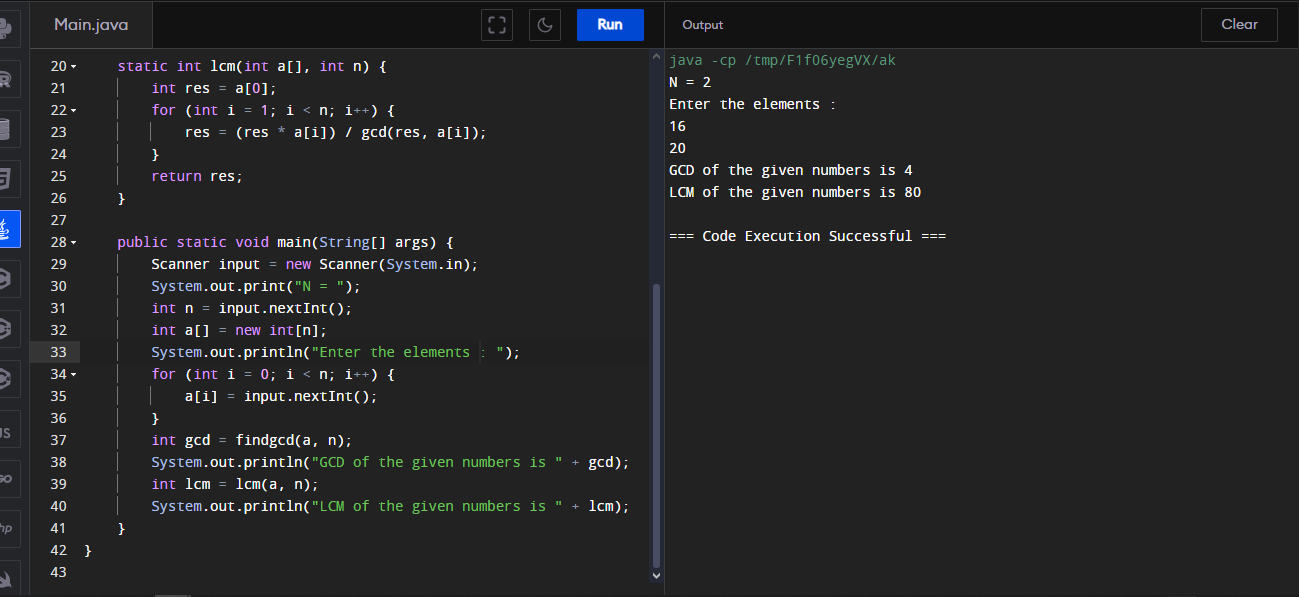 Main.java
Run
Output
Clear
20 static int lcm(int a[], int n) {
21 int res = a[0];
22 for (int i = 1; i < n; i++) {
23 res = (res * a[i]) / gcd(res, a[i]);
24 }
25 return res;
26 }
27
28 public static void main(String[] args) {
29 Scanner input = new Scanner(System.in);
30 System.out.print("N = ");
31 int n = input.nextInt();
32 int a[] = new int[n];
33 System.out.println("Enter the elements : ");
34 for (int i = 0; i < n; i++) {
35 a[i] = input.nextInt();
36 }
37 int gcd = findgcd(a, n);
38 System.out.println("GCD of the given numbers is " + gcd);
39 int lcm = lcm(a, n);
40 System.out.println("LCM of the given numbers is " + lcm);
41 }
42 }
43
java -cp /tmp/F1f06yegVX/ak
N = 2
Enter the elements :
16
20
GCD of the given numbers is 4
LCM of the given numbers is 80
=== Code Execution Successful ===